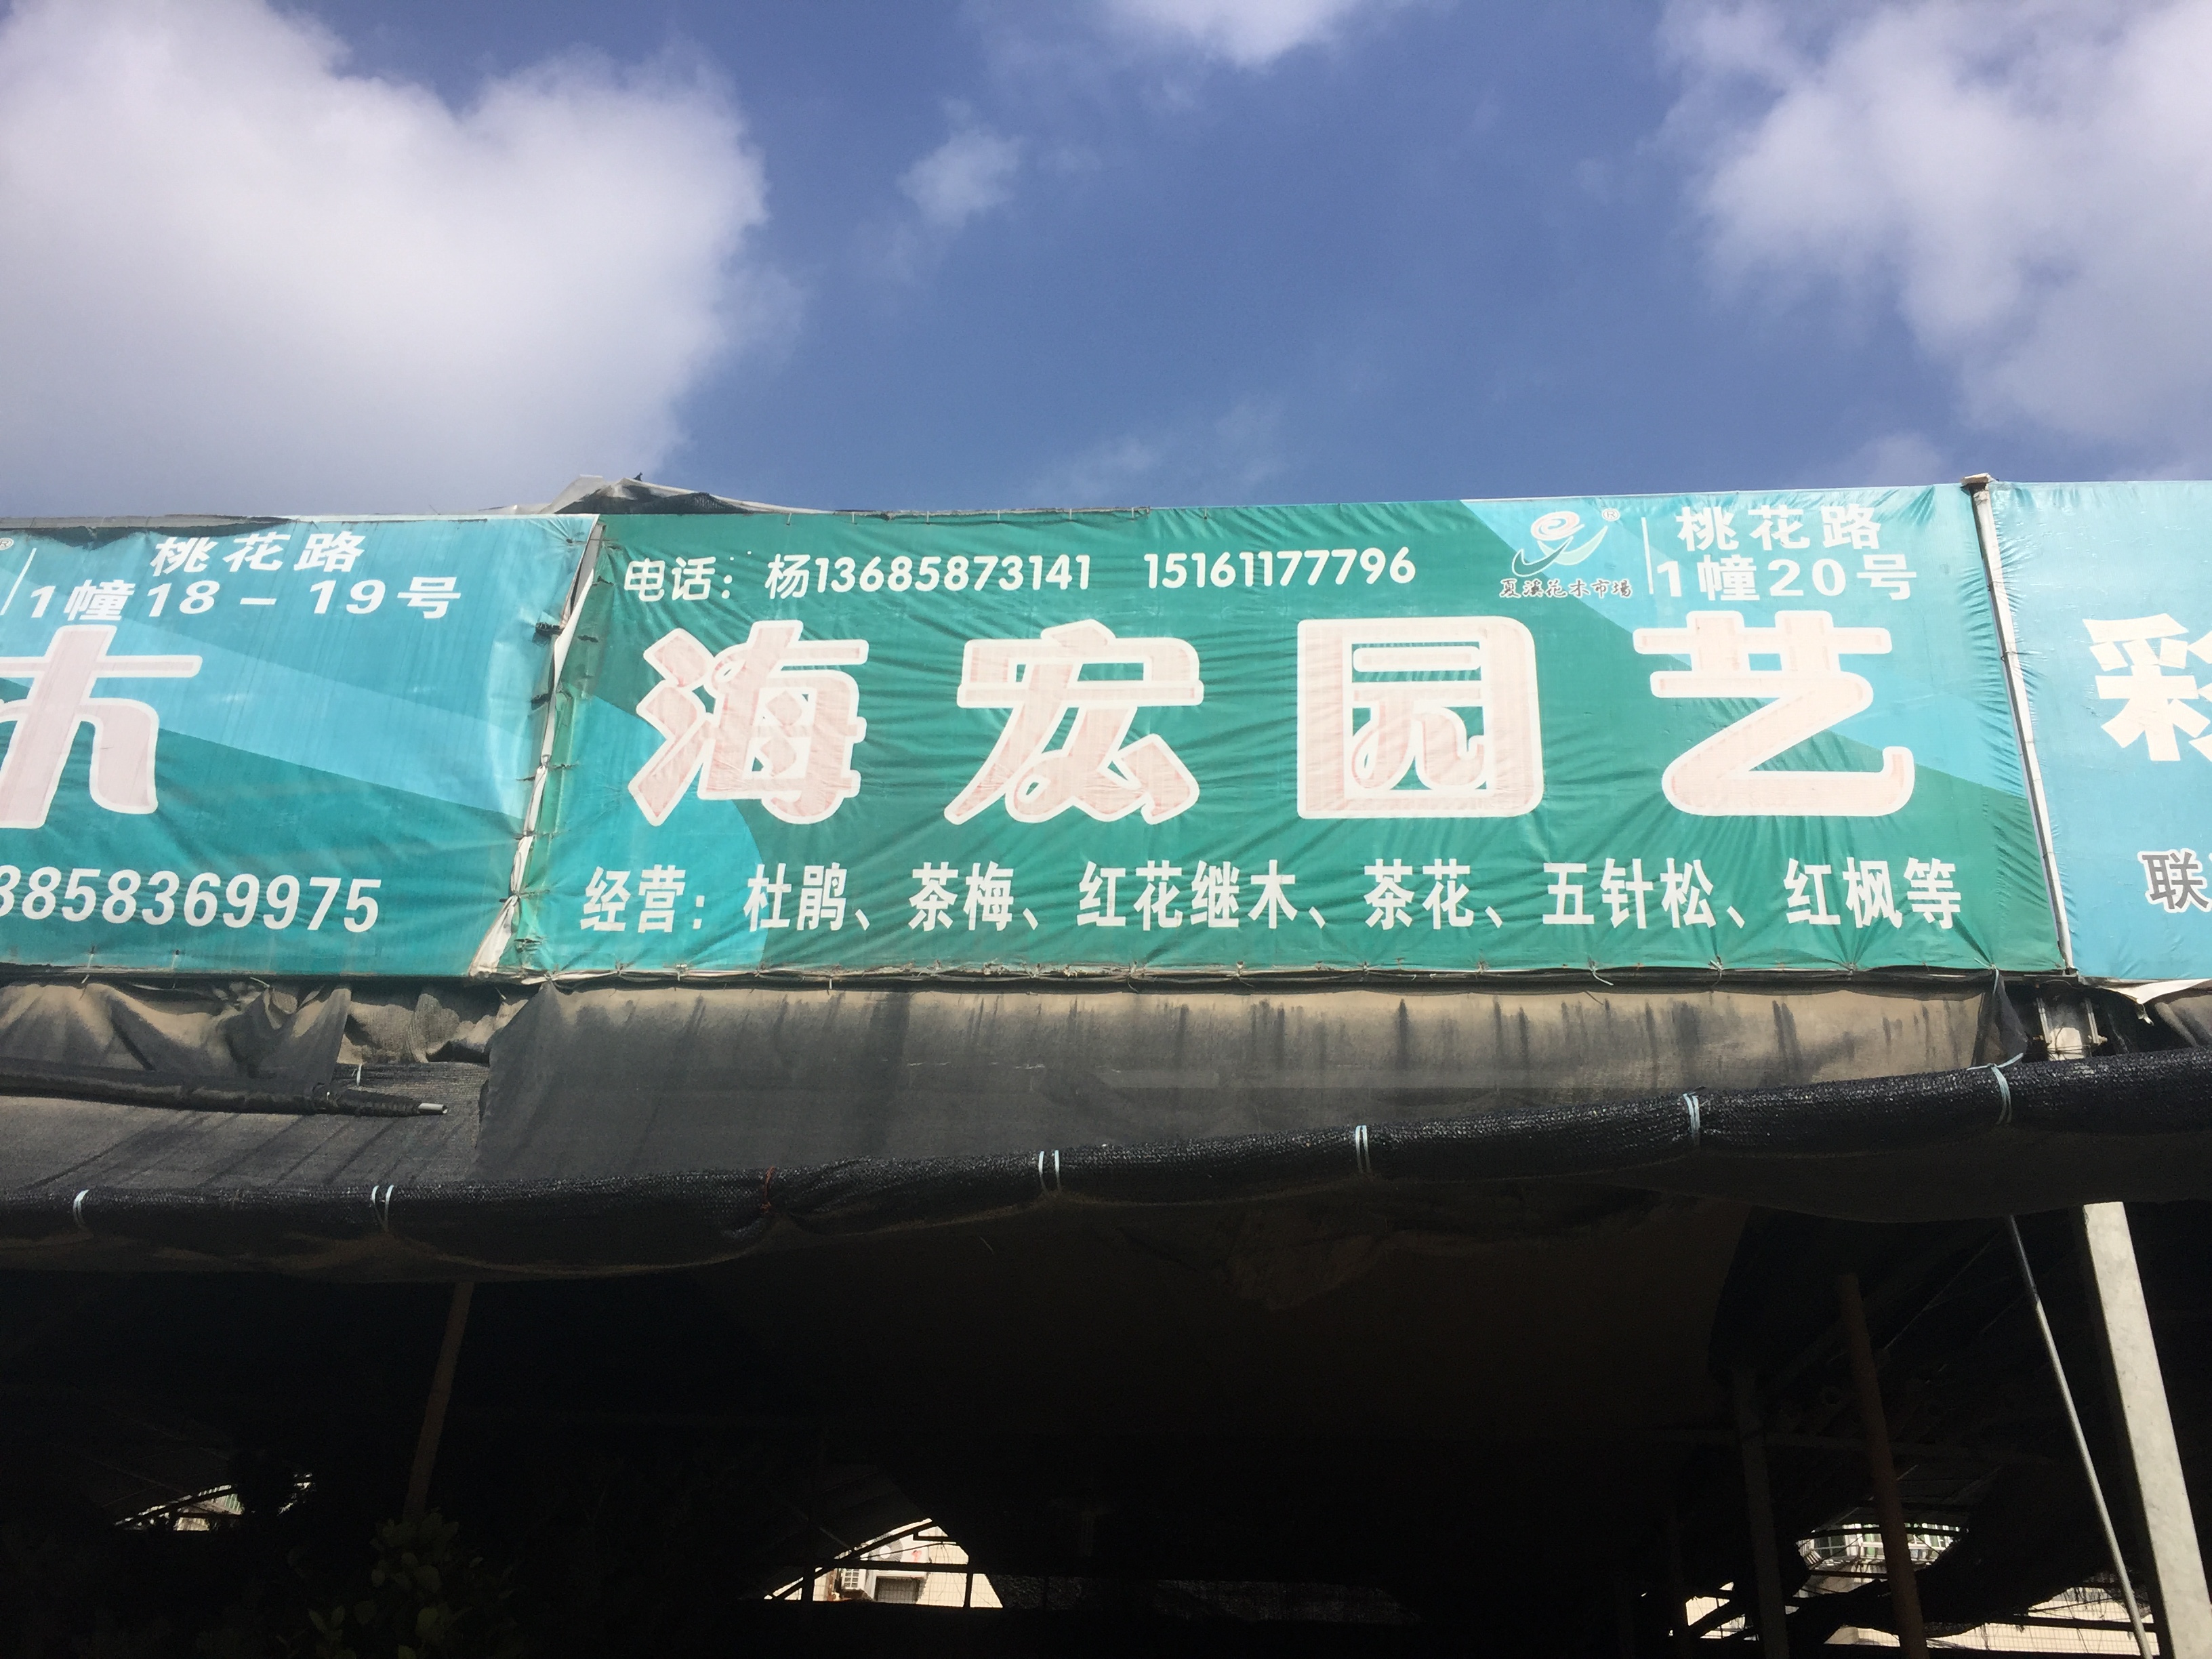 桃花路
1幢18-19号
木
3858369975
电话：杨13685873141 15161177796
夏溪花木市场
桃花路
1幢20号
海宏园艺
经营：杜鹃、茶梅、红花继木、茶花、五针松、红枫等
彩
联